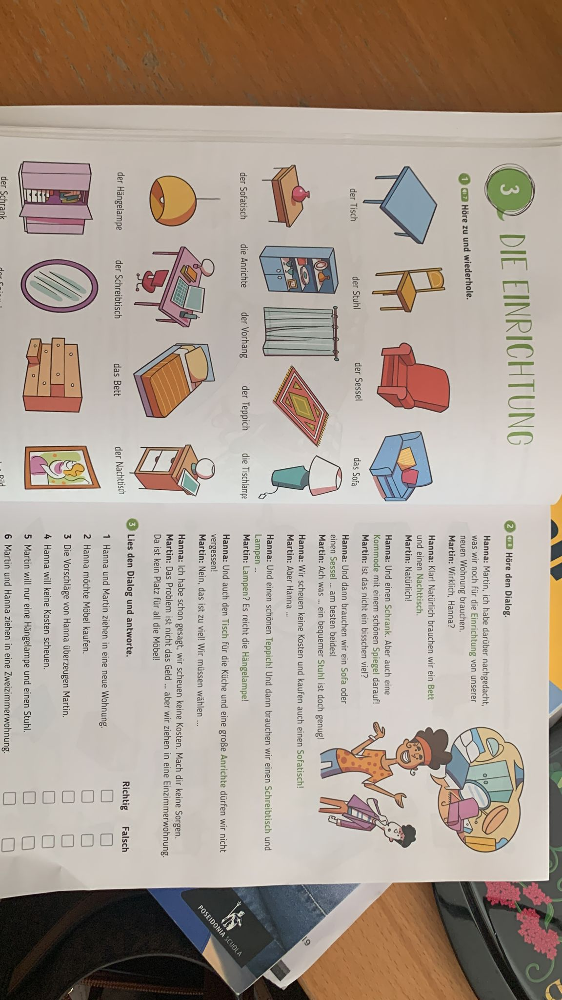 3 DIE EINRICHTUNG
1 7 Höre zu und wiederhole.
der Tisch
der Stuhl
der Sessel
das Sofa
der Sofatisch
die Anrichte
der Vorhang
der Teppich
die Tischlampe
der Hängelampe
der Schreibtisch
das Bett
der Nachttisch
der Schrank
2 8 Höre den Dialog.
Hanna: Martin, ich habe darüber nachgedacht,
was wir noch für die Einrichtung von unserer
neuen Wohnung brauchen.
Martin: Wirklich, Hanna?
Hanna: Klar! Natürlich brauchen wir ein Bett
und einen Nachttisch.
Martin: Natürlich!
Hanna: Und einen Schrank. Aber auch eine
Kommode mit einem schönen Spiegel darauf!
Martin: Ist das nicht ein bisschen viel?
Hanna: Und dann brauchen wir ein Sofa oder
einen Sessel ... am besten beides!
Martin: Ach was ... ein bequemer Stuhl ist doch genug!
Hanna: Wir scheuen keine Kosten und kaufen auch einen Sofatisch!
Martin: Aber Hanna ...
Hanna: Und einen schönen Teppich! Und dann brauchen wir einen Schreibtisch und
Lampen ...
Martin: Lampen? Es reicht die Hängelampe!
Hanna: Und auch den Tisch für die Küche und eine große Anrichte dürfen wir nicht
vergessen!
Martin: Nein, das ist zu viel! Wir müssen wählen ...
Hanna: Ich habe schon gesagt, wir scheuen keine Kosten. Mach dir keine Sorgen.
Martin: Das Problem ist nicht das Geld ... aber wir ziehen in eine Einzimmerwohnung.
Da ist kein Platz für all die Möbel!
3 Lies den Dialog und antworte.
Richtig Falsch
1 Hanna und Martin ziehen in eine neue Wohnung.
2 Hanna möchte Möbel kaufen.
3 Die Vorschläge von Hanna überzeugen Martin.
4 Hanna will keine Kosten scheuen.
5 Martin will nur eine Hängelampe und einen Stuhl.
6 Martin und Hanna ziehen in eine Zweizimmerwohnung.
POSEIDONIA SCUOLA
19